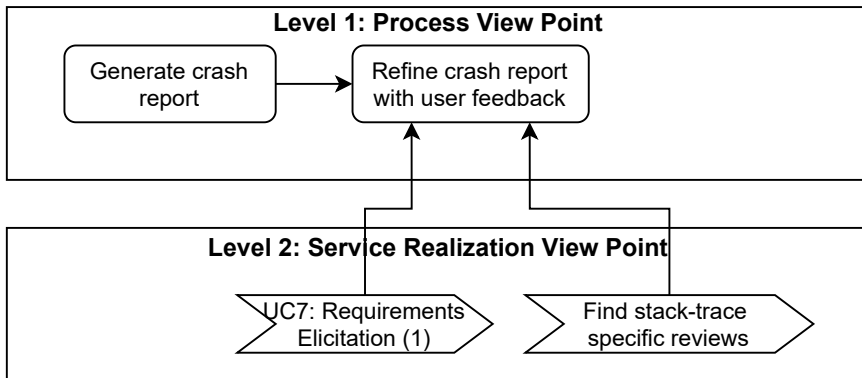 Level 1: Process View Point
Generate crash
report
Refine crash report
with user feedback
Level 2: Service Realization View Point
UC7: Requirements
Elicitation (1)
Find stack-trace
specific reviews